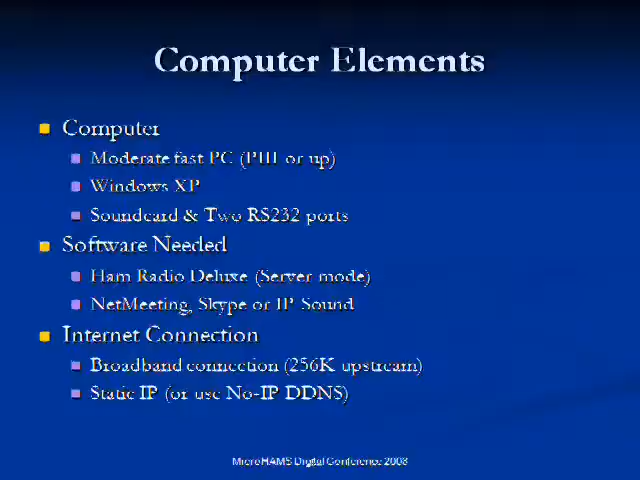 Computer Elements
Computer
Moderate fast PC (PIII or up)
Windows XP
Soundcard & Two RS232 ports
Software Needed
Ham Radio Deluxe (Server mode)
NetMeeting, Skype or IP Sound
Internet Connection
Broadband connection (256K upstream)
Static IP (or use No-IP DDNS)
MicroHAMS Digital Conference 2008